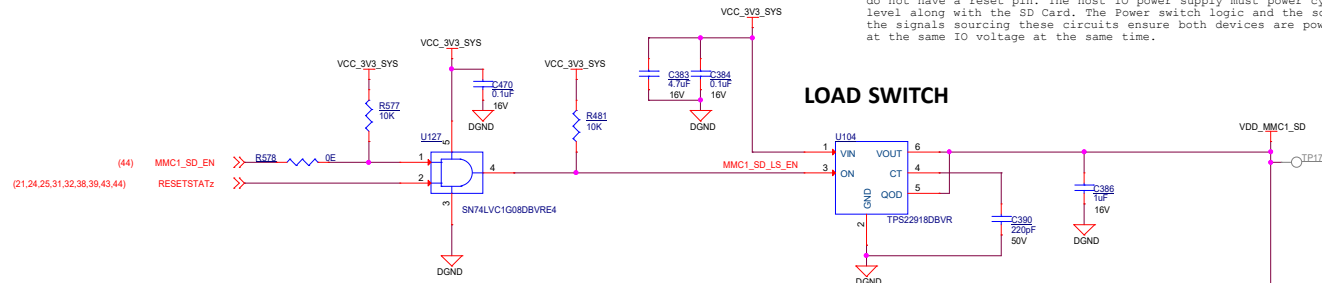 do not have a reset pin. The host IO power supply must power cy
level along with the SD Card. The Power switch logic and the so
the signals sourcing these circuits ensure both devices are pow
at the same IO voltage at the same time.
VCC_3V3_SYS
VCC_3V3_SYS
VCC_3V3_SYS
VCC_3V3_SYS
C470
0.1uF
16V
DGND
R577
10K
R481
10K
C383
4.7uF
16V
C384
0.1uF
16V
DGND
LOAD SWITCH
VDD_MMC1_SD
TP17
U127
5
1
2
4
3
SN74LVC1G08DBVRE4
DGND
(44) MMC1_SD_EN
R578 0E
(21,24,25,31,32,38,39,43,44) RESETSTATz
MMC1_SD_LS_EN
U104
1 VIN VOUT 6
3 ON CT 4
QOD 5
GND
2
TPS22918DBVR
DGND
C390
220pF
50V
C386
1uF
16V
DGND